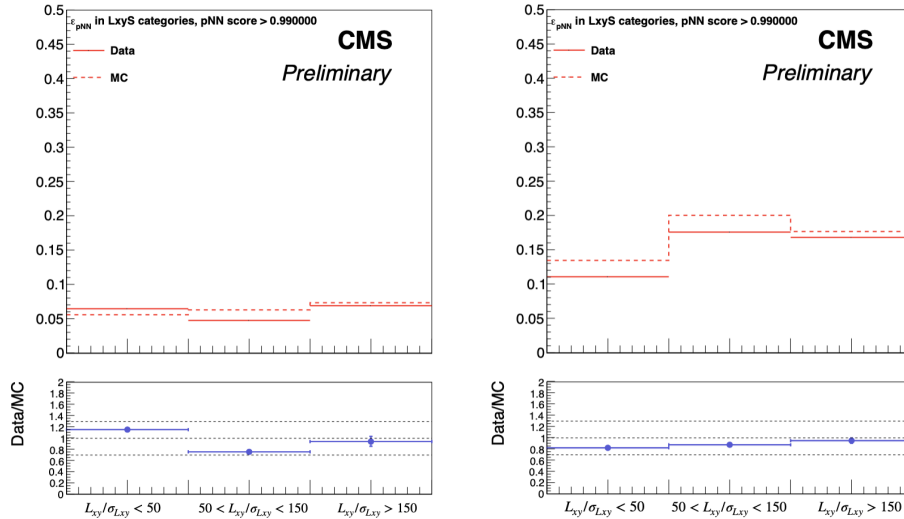 ε_pNN in LxyS categories, pNN score > 0.990000
Data
MC
CMS
Preliminary
0.5
0.45
0.4
0.35
0.3
0.25
0.2
0.15
0.1
0.05
0
Data/MC
2
1.8
1.6
1.4
1.2
1
0.8
0.6
0.4
0.2
0
L_xy/σ_Lxy < 50
50 < L_xy/σ_Lxy < 150
L_xy/σ_Lxy > 150
ε_pNN in LxyS categories, pNN score > 0.990000
Data
MC
CMS
Preliminary
0.5
0.45
0.4
0.35
0.3
0.25
0.2
0.15
0.1
0.05
0
Data/MC
2
1.8
1.6
1.4
1.2
1
0.8
0.6
0.4
0.2
0
L_xy/σ_Lxy < 50
50 < L_xy/σ_Lxy < 150
L_xy/σ_Lxy > 150